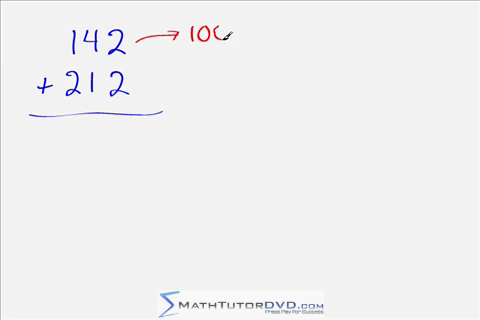 142 → 100
+ 212
MATHTUTORDVD.COM
Press Play For Success